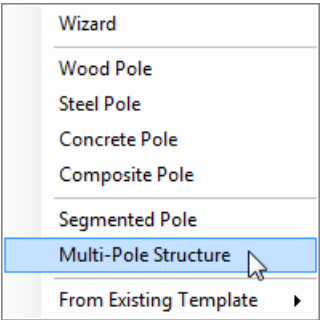 Wizard
Wood Pole
Steel Pole
Concrete Pole
Composite Pole
Segmented Pole
Multi-Pole Structure
From Existing Template